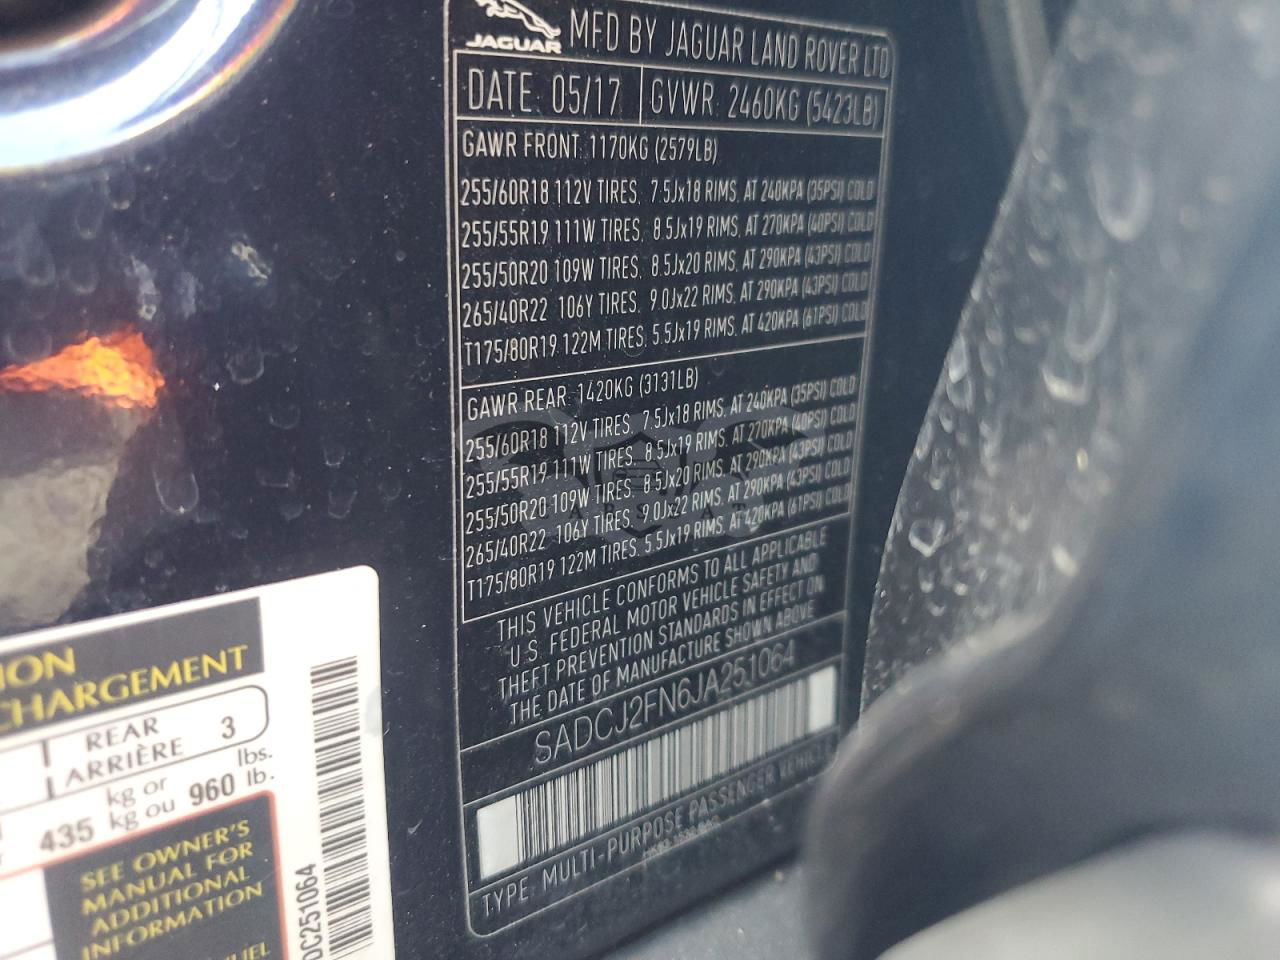 JAGUAR MFD BY JAGUAR LAND ROVER LTD
DATE: 05/17 GVWR: 2460KG (5423LB)
GAWR FRONT: 1170KG (2579LB)
255/60R18 112V TIRES, 7.5Jx18 RIMS, AT 240KPA (35PSI) COLD
255/55R19 111W TIRES, 8.5Jx19 RIMS, AT 270KPA (40PSI) COLD
255/50R20 109W TIRES, 8.5Jx20 RIMS, AT 290KPA (43PSI) COLD
265/40R22 106Y TIRES, 9.0Jx22 RIMS, AT 290KPA (43PSI) COLD
T175/80R19 122M TIRES, 5.5Jx19 RIMS, AT 420KPA (61PSI) COLD
GAWR REAR: 1420KG (3131LB)
255/60R18 112V TIRES, 7.5Jx18 RIMS, AT 240KPA (35PSI) COLD
255/55R19 111W TIRES, 8.5Jx19 RIMS, AT 270KPA (40PSI) COLD
255/50R20 109W TIRES, 8.5Jx20 RIMS, AT 290KPA (43PSI) COLD
265/40R22 106Y TIRES, 9.0Jx22 RIMS, AT 290KPA (43PSI) COLD
T175/80R19 122M TIRES, 5.5Jx19 RIMS, AT 420KPA (61PSI) COLD
THIS VEHICLE CONFORMS TO ALL APPLICABLE
U.S. FEDERAL MOTOR VEHICLE SAFETY AND
THEFT PREVENTION STANDARDS IN EFFECT ON
THE DATE OF MANUFACTURE SHOWN ABOVE
SADCJ2FN6JA251064
TYPE: MULTI-PURPOSE PASSENGER VEHICLE
ION
CHARGEMENT
REAR
ARRIÈRE 3
kg or lbs.
435 kg ou 960 lb.
SEE OWNER'S
MANUAL FOR
ADDITIONAL
INFORMATION
DC251064